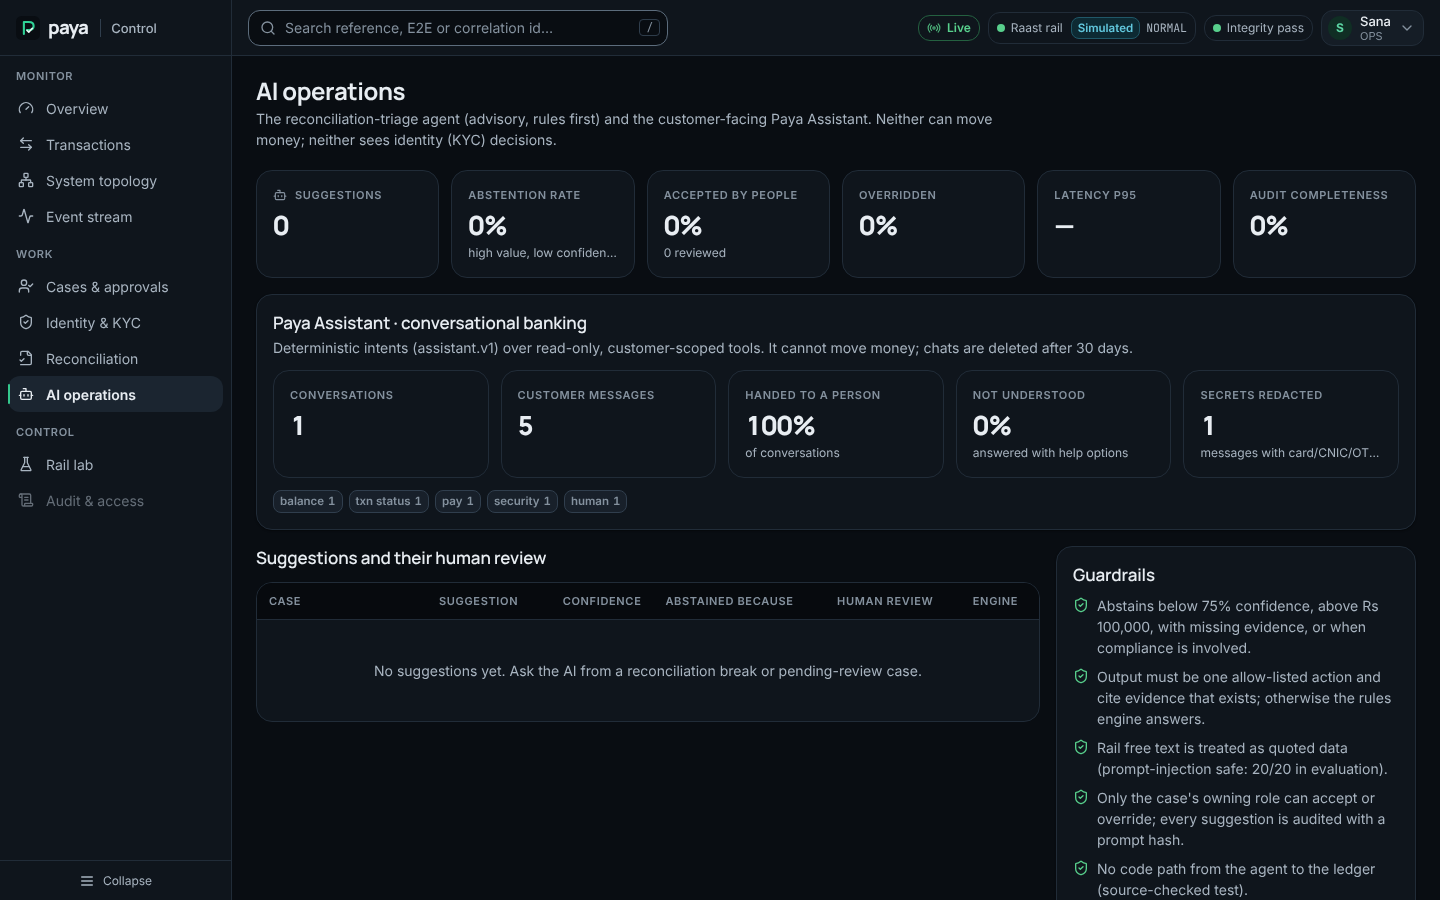 paya
Control
Search reference, E2E or correlation id...
/
Live
Raast rail
Simulated
NORMAL
Integrity pass
S
Sana
OPS
MONITOR
Overview
Transactions
System topology
Event stream
WORK
Cases & approvals
Identity & KYC
Reconciliation
AI operations
CONTROL
Rail lab
Audit & access
Collapse
AI operations
The reconciliation-triage agent (advisory, rules first) and the customer-facing Paya Assistant. Neither can move
money; neither sees identity (KYC) decisions.
SUGGESTIONS
0
ABSTENTION RATE
0%
high value, low confiden...
ACCEPTED BY PEOPLE
0%
0 reviewed
OVERRIDDEN
0%
LATENCY P95
—
AUDIT COMPLETENESS
0%
Paya Assistant · conversational banking
Deterministic intents (assistant.v1) over read-only, customer-scoped tools. It cannot move money; chats are deleted after 30 days.
CONVERSATIONS
1
CUSTOMER MESSAGES
5
HANDED TO A PERSON
100%
of conversations
NOT UNDERSTOOD
0%
answered with help options
SECRETS REDACTED
1
messages with card/CNIC/OT...
balance 1
txn status 1
pay 1
security 1
human 1
Suggestions and their human review
CASE
SUGGESTION
CONFIDENCE
ABSTAINED BECAUSE
HUMAN REVIEW
ENGINE
No suggestions yet. Ask the AI from a reconciliation break or pending-review case.
Guardrails
Abstains below 75% confidence, above Rs
100,000, with missing evidence, or when
compliance is involved.
Output must be one allow-listed action and
cite evidence that exists; otherwise the rules
engine answers.
Rail free text is treated as quoted data
(prompt-injection safe: 20/20 in evaluation).
Only the case's owning role can accept or
override; every suggestion is audited with a
prompt hash.
No code path from the agent to the ledger
(source-checked test).